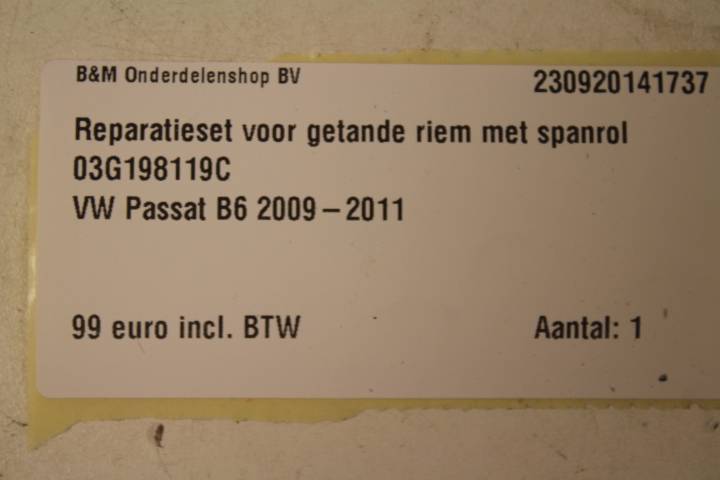 B&M Onderdelenshop BV
230920141737
Reparatieset voor getande riem met spanrol
03G198119C
VW Passat B6 2009 – 2011
99 euro incl. BTW
Aantal: 1